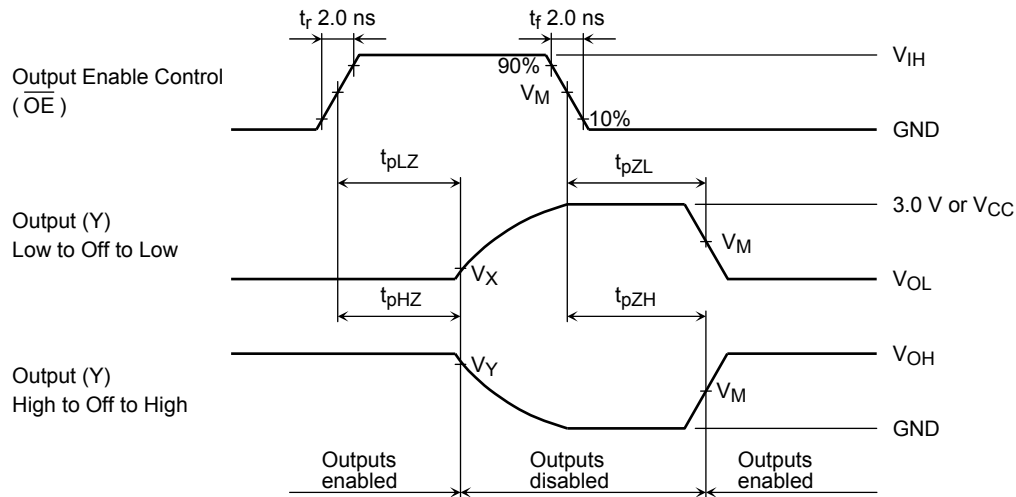 tr 2.0 ns
tf 2.0 ns
Output Enable Control
( OE )
90%
VM
10%
VIH
GND
tpLZ
tpZL
Output (Y)
Low to Off to Low
3.0 V or VCC
VM
VX
VOL
tpHZ
tpZH
Output (Y)
High to Off to High
VY
VOH
VM
GND
Outputs
enabled
Outputs
disabled
Outputs
enabled